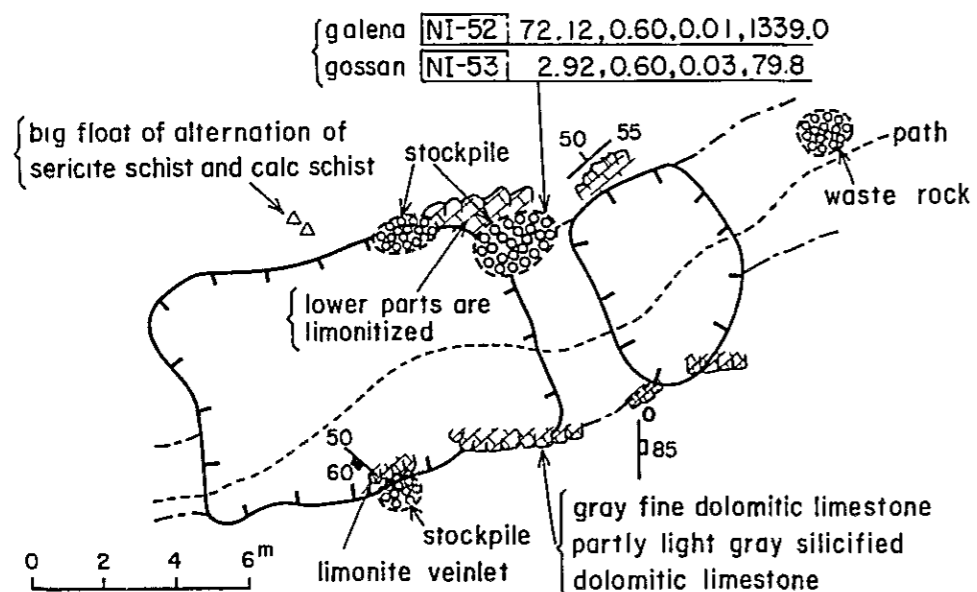 galena NI-52 72.12,0.60,0.01,1339.0
gossan NI-53 2.92,0.60,0.03,79.8
big float of alternation of
sericite schist and calc schist
stockpile
50
55
path
waste rock
lower parts are
limonitized
50
60
0
85
stockpile
limonite veinlet
gray fine dolomitic limestone
partly light gray silicified
dolomitic limestone
0 2 4 6 m